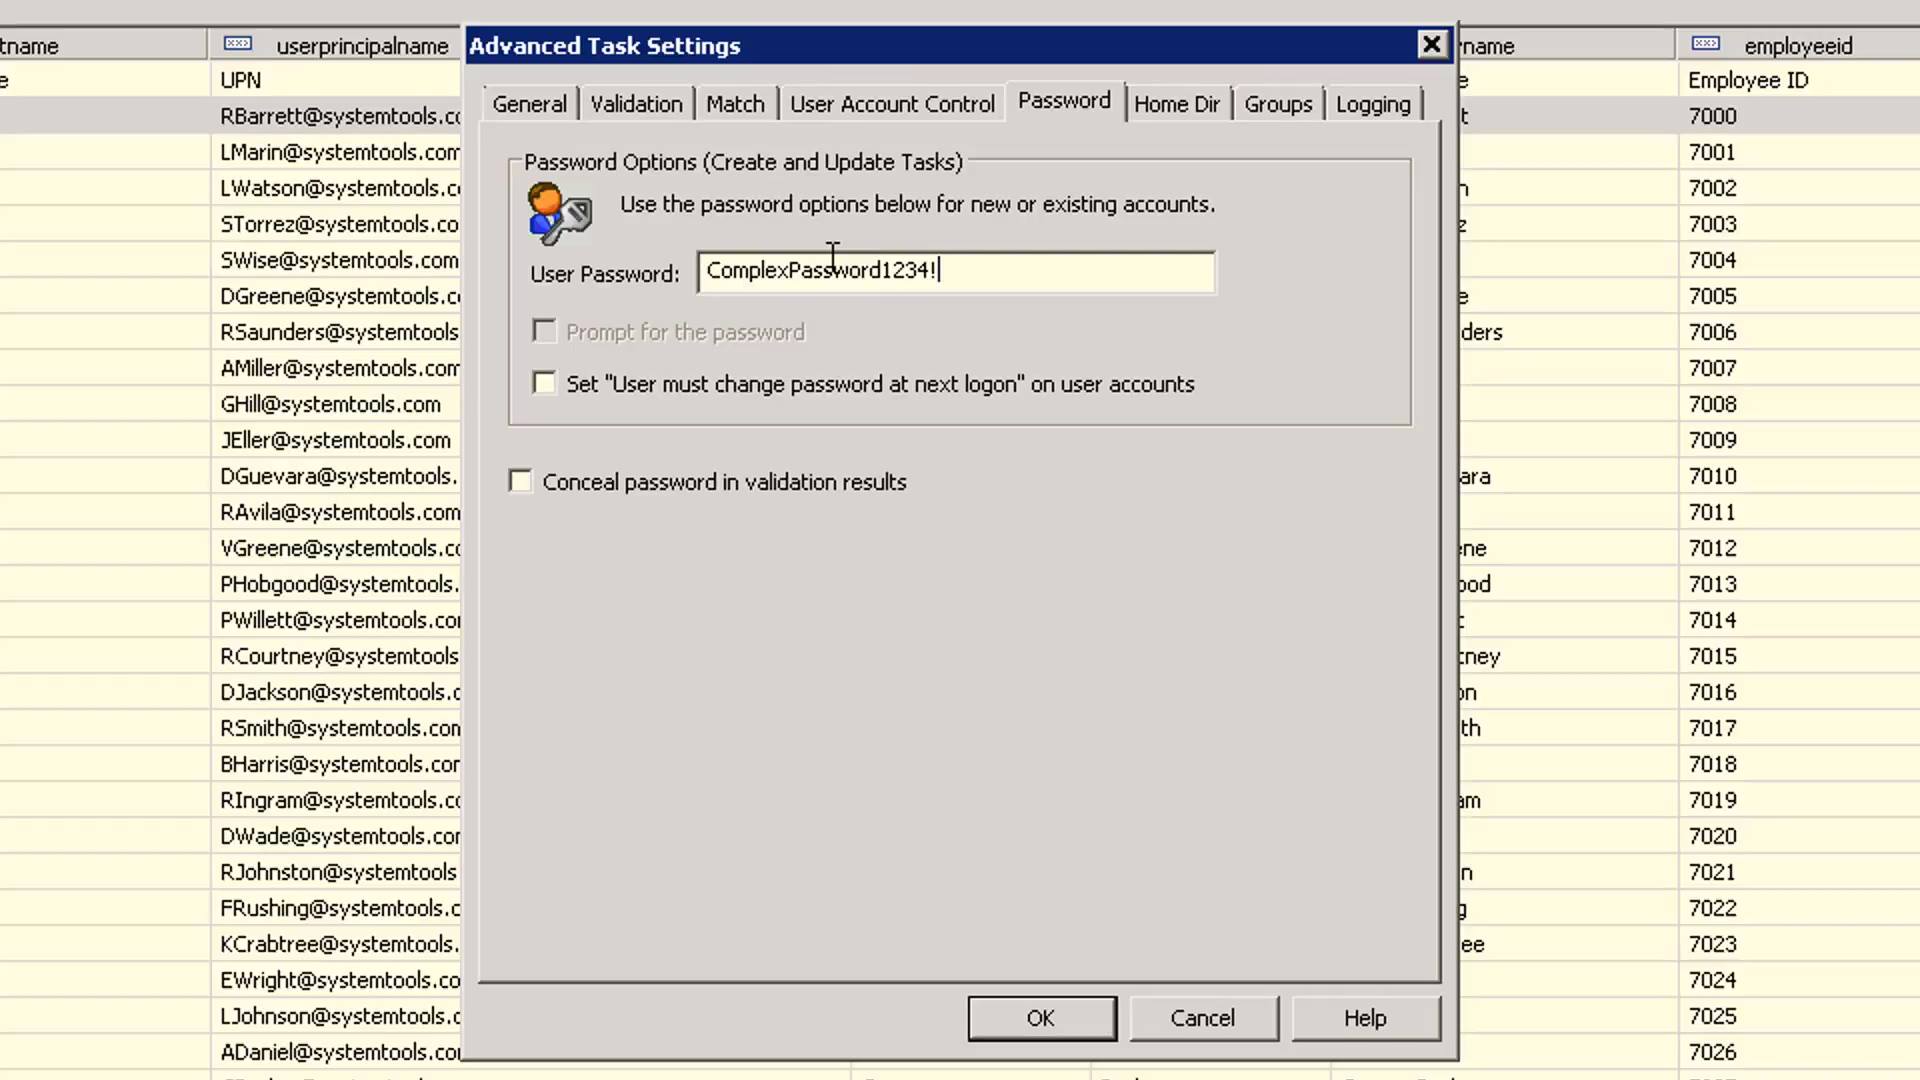 tname userprincipalname name employeeid
UPN Employee ID
RBarrett@systemtools.c 7000
LMarin@systemtools.com 7001
LWatson@systemtools.c 7002
STorrez@systemtools.co 7003
SWise@systemtools.com 7004
DGreene@systemtools.c 7005
RSaunders@systemtools ders 7006
AMiller@systemtools.com 7007
GHill@systemtools.com 7008
JEller@systemtools.com 7009
DGuevara@systemtools. ara 7010
RAvila@systemtools.com 7011
VGreene@systemtools.c ene 7012
PHobgood@systemtools. ood 7013
PWillett@systemtools.co 7014
RCourtney@systemtools tney 7015
DJackson@systemtools.c on 7016
RSmith@systemtools.com th 7017
BHarris@systemtools.com 7018
RIngram@systemtools.c am 7019
DWade@systemtools.co 7020
RJohnston@systemtools n 7021
FRushing@systemtools.c g 7022
KCrabtree@systemtools. ee 7023
EWright@systemtools.co 7024
LJohnson@systemtools.c 7025
ADaniel@systemtools.co 7026
Advanced Task Settings
General Validation Match User Account Control Password Home Dir Groups Logging
Password Options (Create and Update Tasks)
Use the password options below for new or existing accounts.
User Password: ComplexPassword1234!
Prompt for the password
Set "User must change password at next logon" on user accounts
Conceal password in validation results
OK Cancel Help